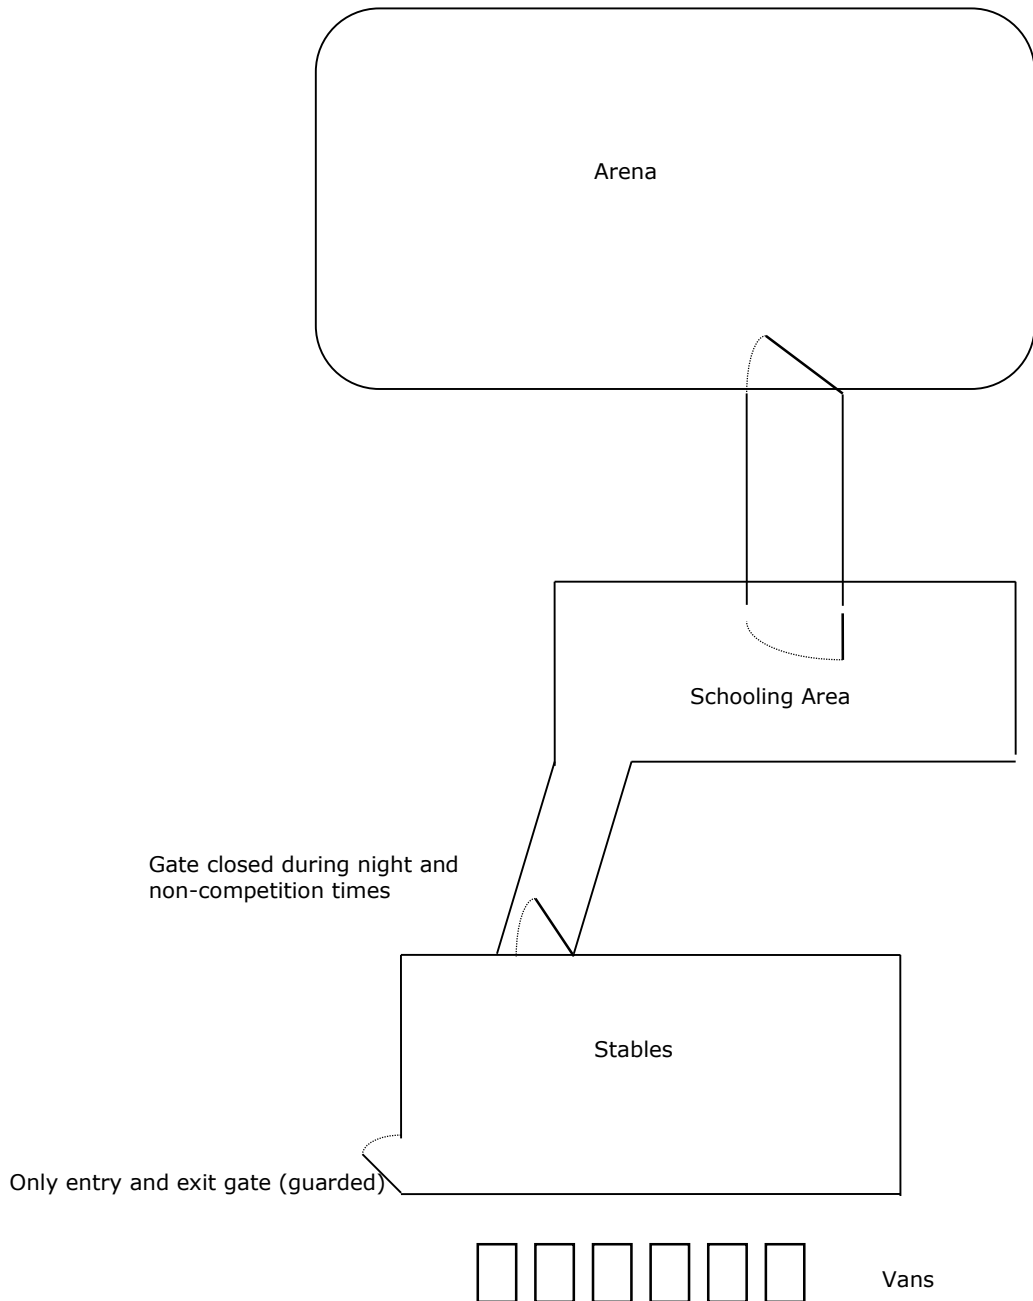 Arena
Schooling Area
Gate closed during night and
non-competition times
Stables
Only entry and exit gate (guarded)
Vans